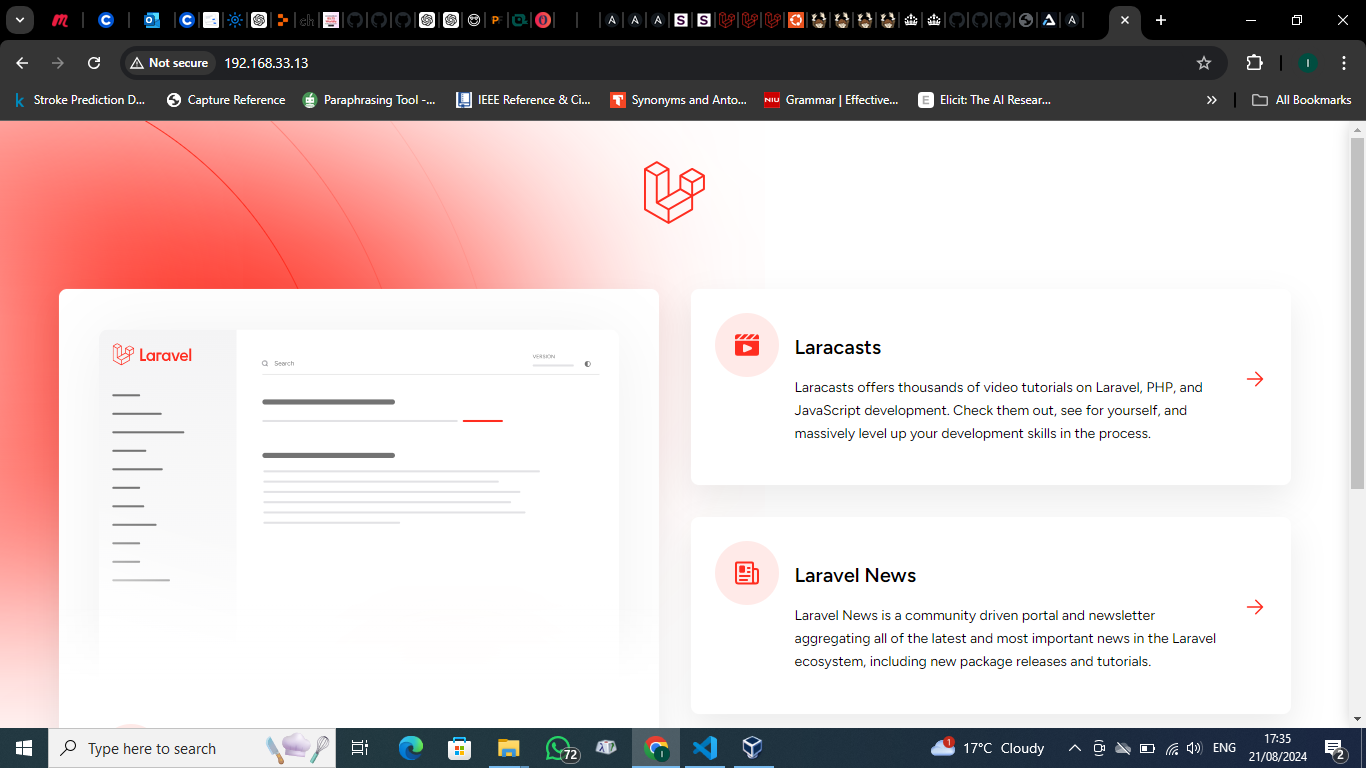 Not secure
192.168.33.13
Stroke Prediction D...
Capture Reference
Paraphrasing Tool -...
IEEE Reference & Ci...
Synonyms and Anto...
NIU
Grammar | Effective...
Elicit: The AI Resear...
All Bookmarks
Laravel
Search
VERSION
Laracasts
Laracasts offers thousands of video tutorials on Laravel, PHP, and
JavaScript development. Check them out, see for yourself, and
massively level up your development skills in the process.
Laravel News
Laravel News is a community driven portal and newsletter
aggregating all of the latest and most important news in the Laravel
ecosystem, including new package releases and tutorials.
Type here to search
72
1
17°C Cloudy
ENG
17:35
21/08/2024
2